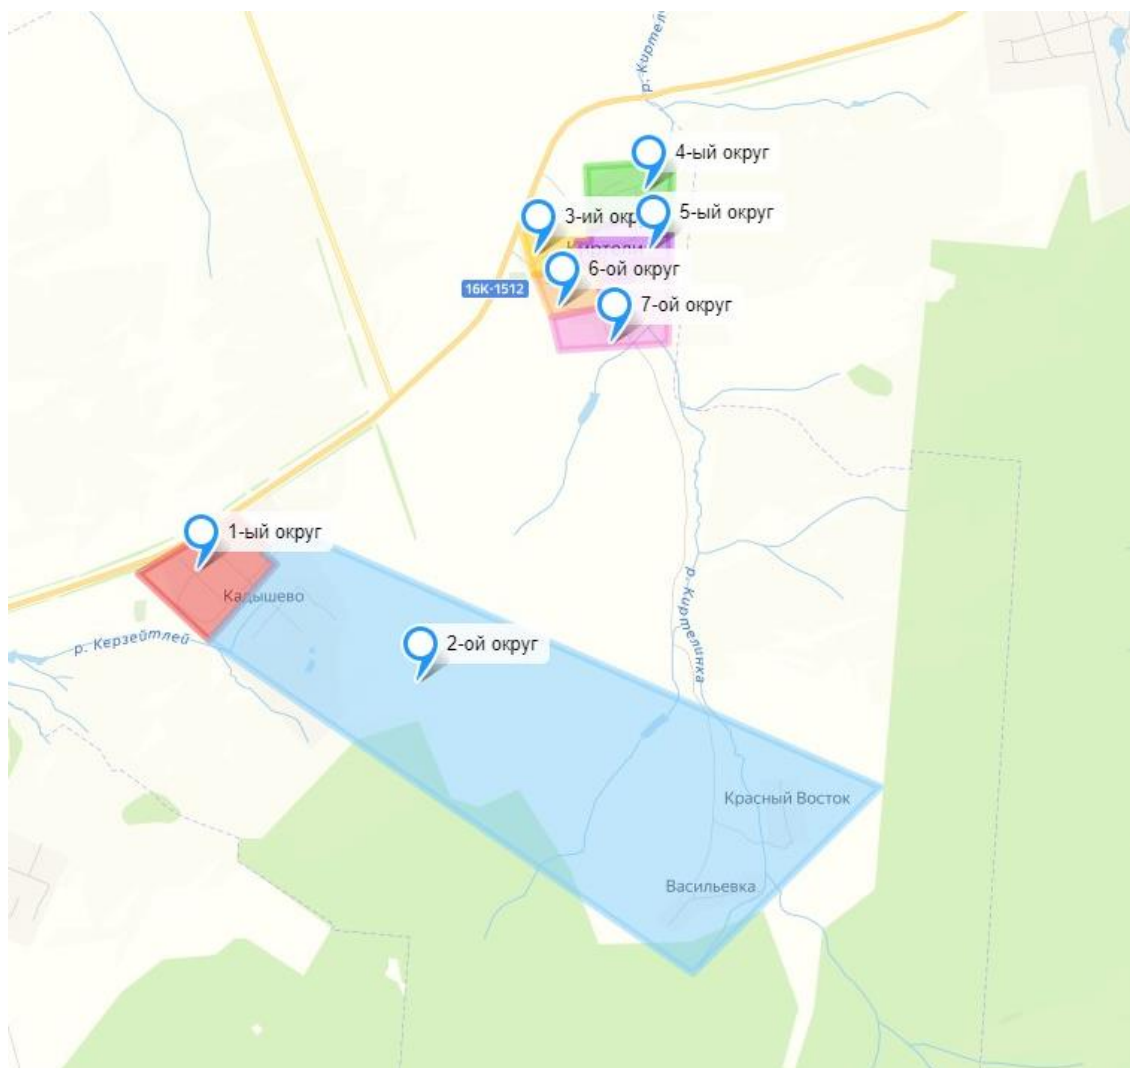 р. Киртел
4-ый округ
3-ий окр
5-ый округ
6-ой округ
16К-1512
7-ой округ
1-ый округ
Кадышево
р. Керзейтлей
2-ой округ
р. Киртелинка
Красный Восток
Васильевка